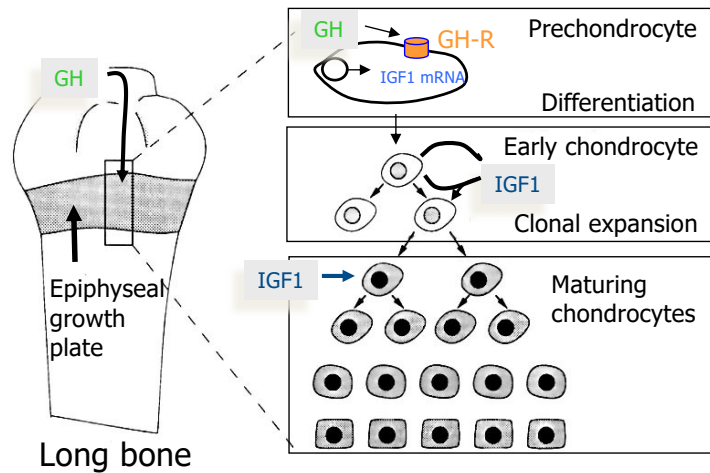 GH
Epiphyseal
growth
plate
Long bone
GH
GH-R
IGF1 mRNA
Prechondrocyte
Differentiation
Early chondrocyte
IGF1
Clonal expansion
IGF1
Maturing
chondrocytes